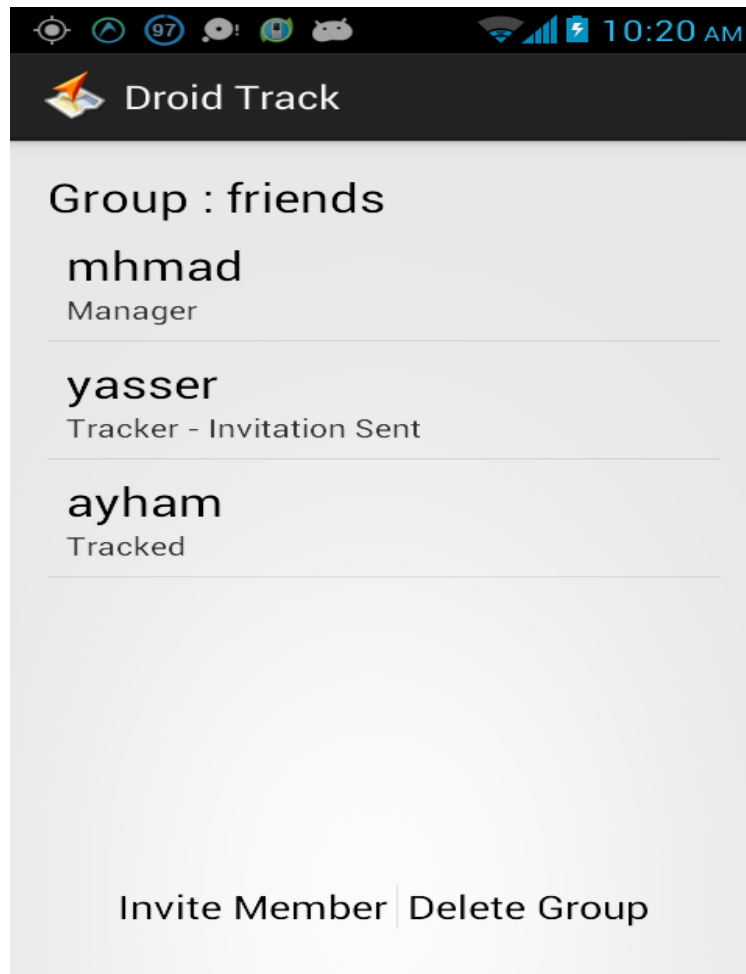 97
10:20 AM
Droid Track
Group : friends
mhmad
Manager
yasser
Tracker - Invitation Sent
ayham
Tracked
Invite Member
Delete Group